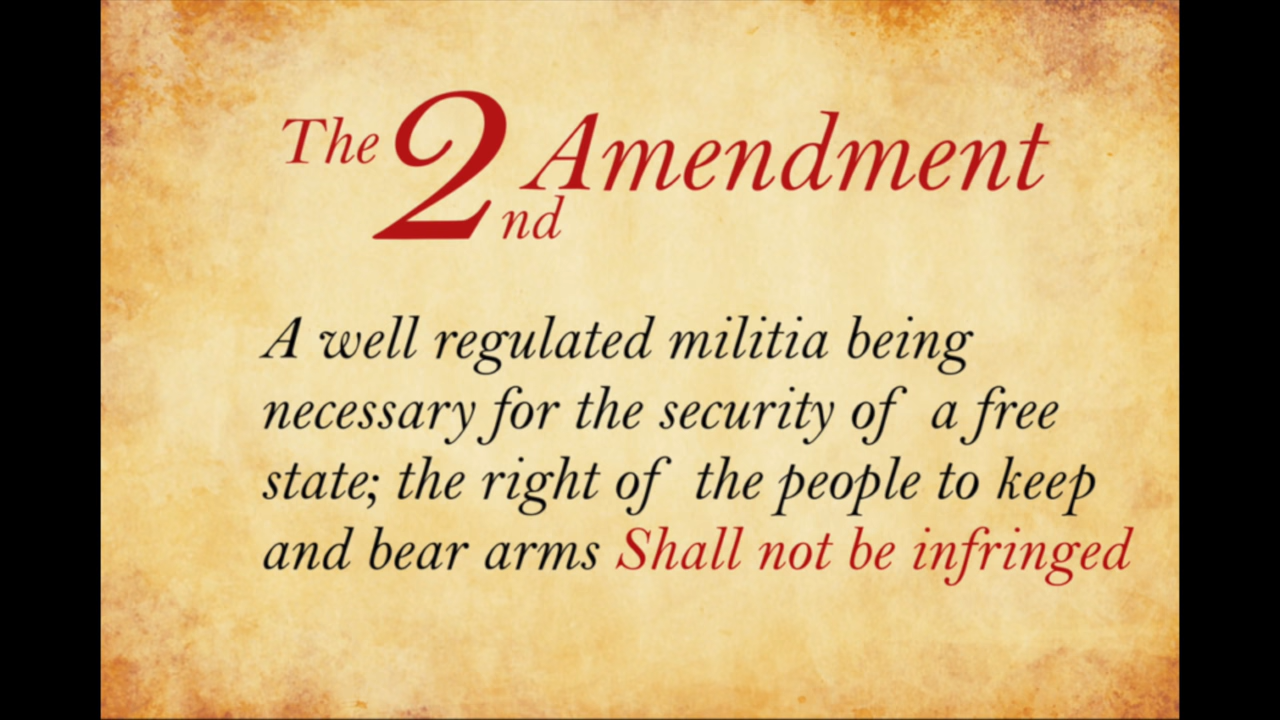 The 2nd Amendment
A well regulated militia being
necessary for the security of a free
state; the right of the people to keep
and bear arms Shall not be infringed